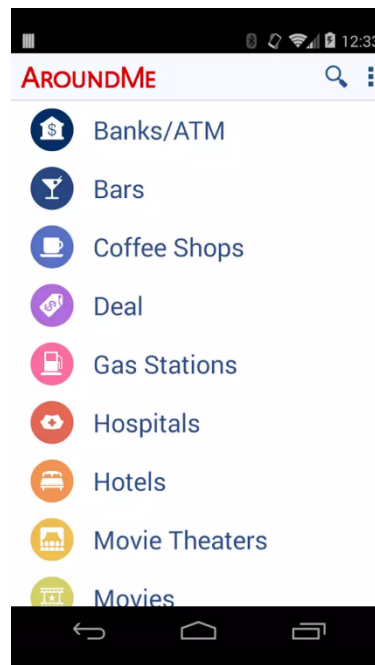 12:33
AROUNDME
Banks/ATM
Bars
Coffee Shops
Deal
Gas Stations
Hospitals
Hotels
Movie Theaters
Movies